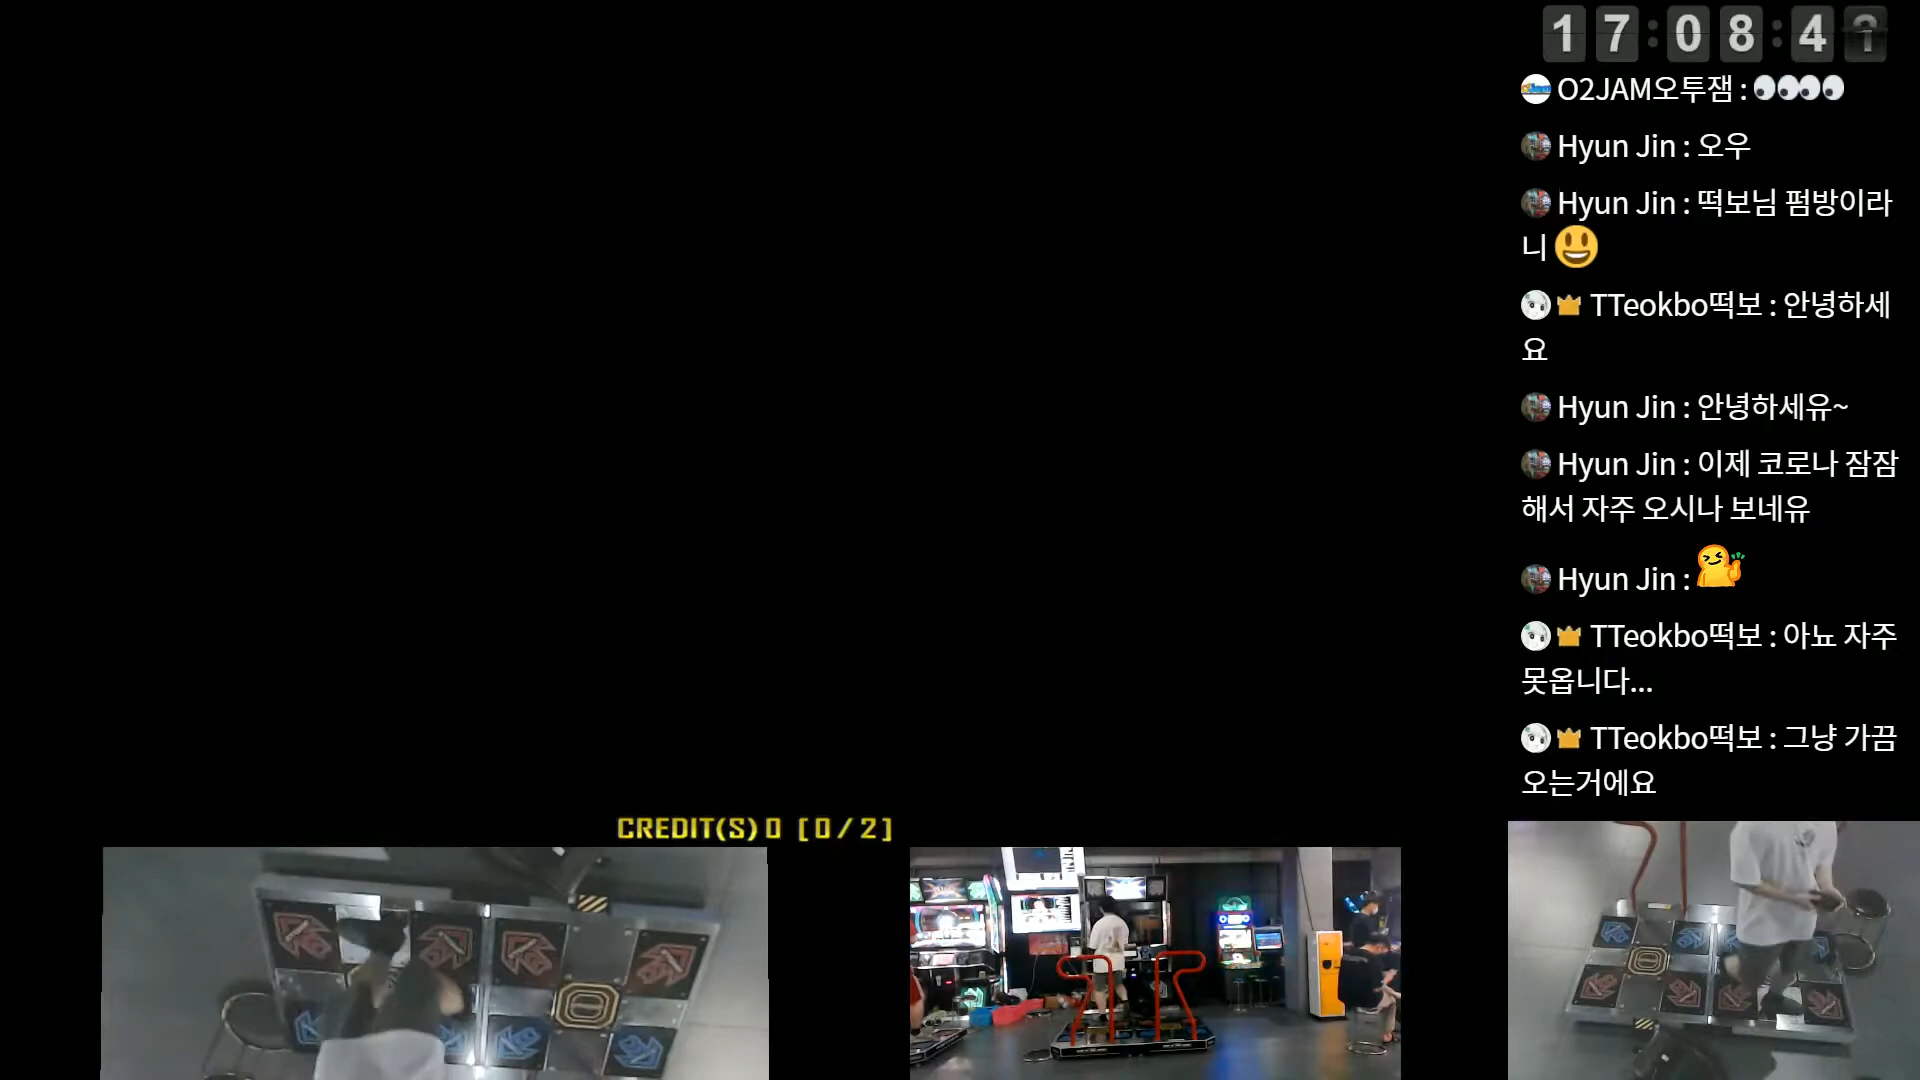 17:08:4
O2JAM오투잼 :
Hyun Jin : 오우
Hyun Jin : 떡보님 펌방이라
니
TTeokbo떡보 : 안녕하세
요
Hyun Jin : 안녕하세유~
Hyun Jin : 이제 코로나 잠잠
해서 자주 오시나 보네유
Hyun Jin :
TTeokbo떡보 : 아뇨 자주
못옵니다...
TTeokbo떡보 : 그냥 가끔
오는거에요
CREDIT(S) 0 [0/2]